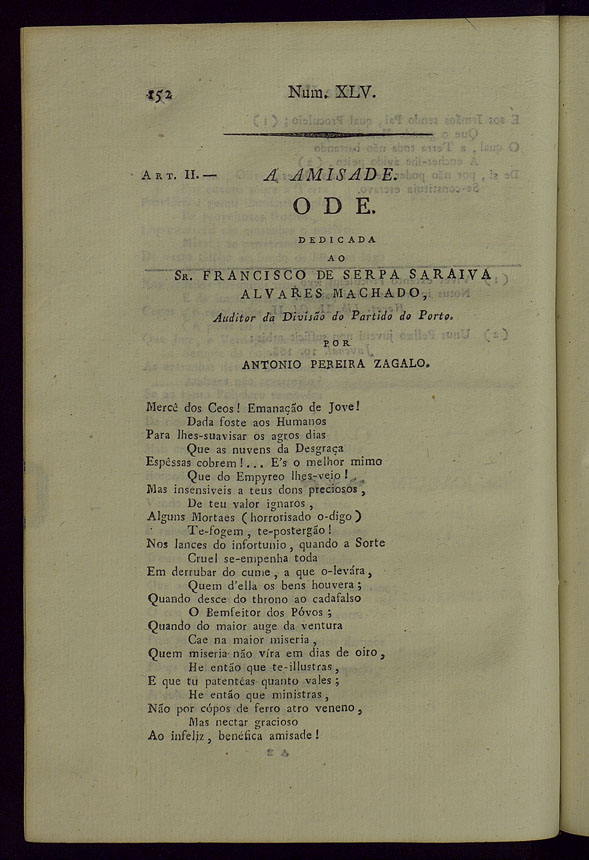 152 Num. XLV.
ART. II. — A AMISADE.
ODE.
DEDICADA
AO
SR. FRANCISCO DE SERPA SARAIVA
ALVARES MACHADO,
Auditor da Divisão do Partido do Porto.
POR
ANTONIO PEREIRA ZAGALO.
Mercê dos Ceos! Emanação de Jove!
Dada foste aos Humanos
Para lhes-suavisar os agros dias
Que as nuvens da Desgraça
Espêssas cobrem!... E's o melhor mimo
Que do Empyreo lhes-veio!
Mas insensiveis a teus dons preciosos,
De teu valor ignaros,
Alguns Mortaes (horrorisado o-digo)
Te-fogem, te-postergão!
Nos lances do infortunio, quando a Sorte
Cruel se-empenha toda
Em derrubar do cume, a que o-levára,
Quem d'ella os bens houvera;
Quando desce do throno ao cadafalso
O Bemfeitor dos Póvos;
Quando do maior auge da ventura
Cae na maior miseria,
Quem miseria não víra em dias de oiro,
He então que te-illustras,
E que tu patentêas quanto vales;
He então que ministras,
Não por cópos de ferro atro veneno,
Mas nectar gracioso
Ao infeliz, benéfica amisade!